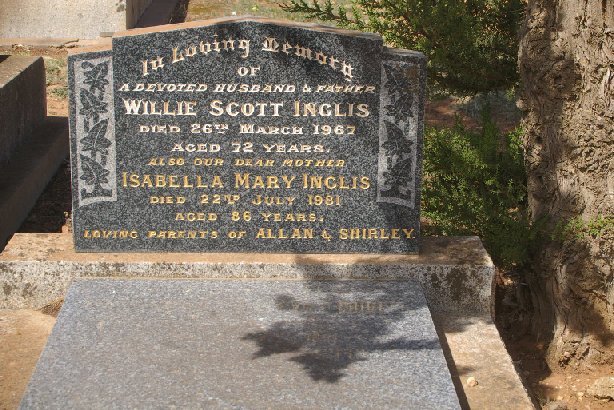 In Loving Memory
OF
A DEVOTED HUSBAND & FATHER
WILLIE SCOTT INGLIS
DIED 26TH MARCH 1967
AGED 72 YEARS.
ALSO OUR DEAR MOTHER
ISABELLA MARY INGLIS
DIED 22ND JULY 1981
AGED 86 YEARS.
LOVING PARENTS OF ALLAN & SHIRLEY